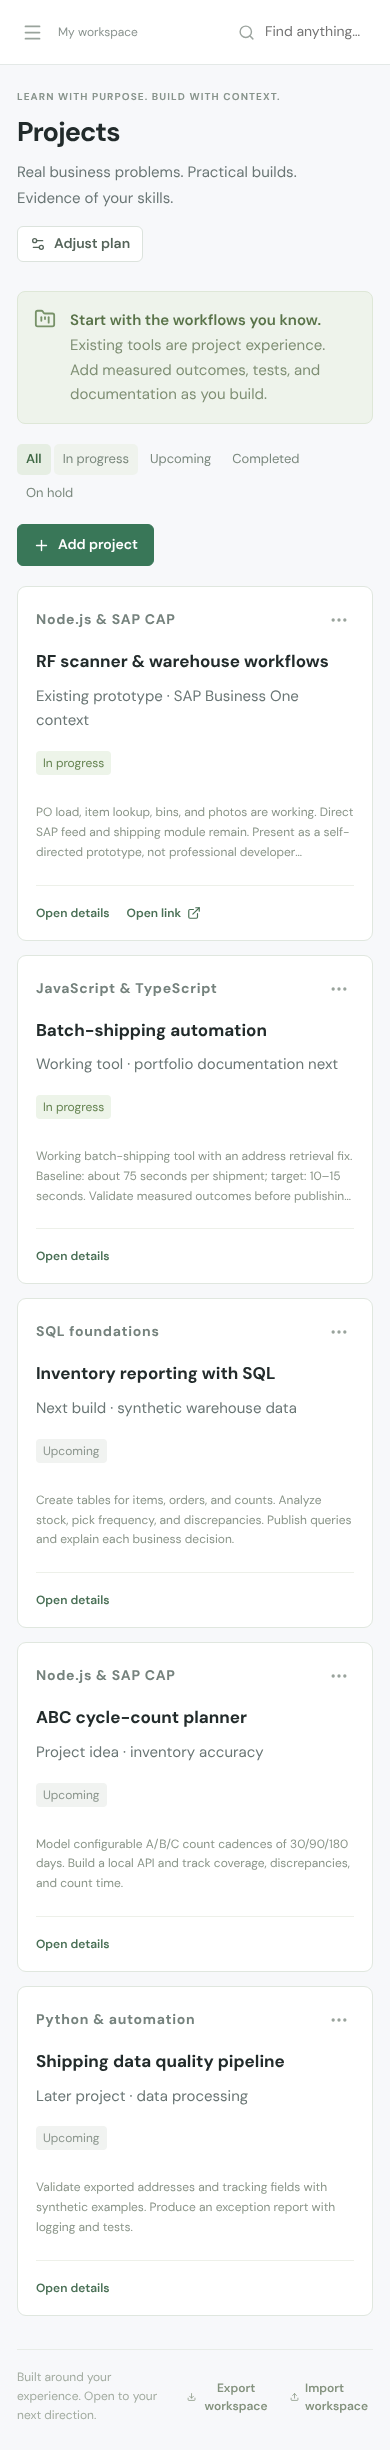 My workspace
Find anything...
LEARN WITH PURPOSE. BUILD WITH CONTEXT.
Projects
Real business problems. Practical builds.
Evidence of your skills.
Adjust plan
Start with the workflows you know.
Existing tools are project experience.
Add measured outcomes, tests, and
documentation as you build.
All In progress Upcoming Completed
On hold
Add project
Node.js & SAP CAP
RF scanner & warehouse workflows
Existing prototype · SAP Business One
context
In progress
PO load, item lookup, bins, and photos are working. Direct
SAP feed and shipping module remain. Present as a self-
directed prototype, not professional developer...
Open details Open link
JavaScript & TypeScript
Batch-shipping automation
Working tool · portfolio documentation next
In progress
Working batch-shipping tool with an address retrieval fix.
Baseline: about 75 seconds per shipment; target: 10–15
seconds. Validate measured outcomes before publishin...
Open details
SQL foundations
Inventory reporting with SQL
Next build · synthetic warehouse data
Upcoming
Create tables for items, orders, and counts. Analyze
stock, pick frequency, and discrepancies. Publish queries
and explain each business decision.
Open details
Node.js & SAP CAP
ABC cycle-count planner
Project idea · inventory accuracy
Upcoming
Model configurable A/B/C count cadences of 30/90/180
days. Build a local API and track coverage, discrepancies,
and count time.
Open details
Python & automation
Shipping data quality pipeline
Later project · data processing
Upcoming
Validate exported addresses and tracking fields with
synthetic examples. Produce an exception report with
logging and tests.
Open details
Built around your
experience. Open to your
next direction.
Export
workspace
Import
workspace